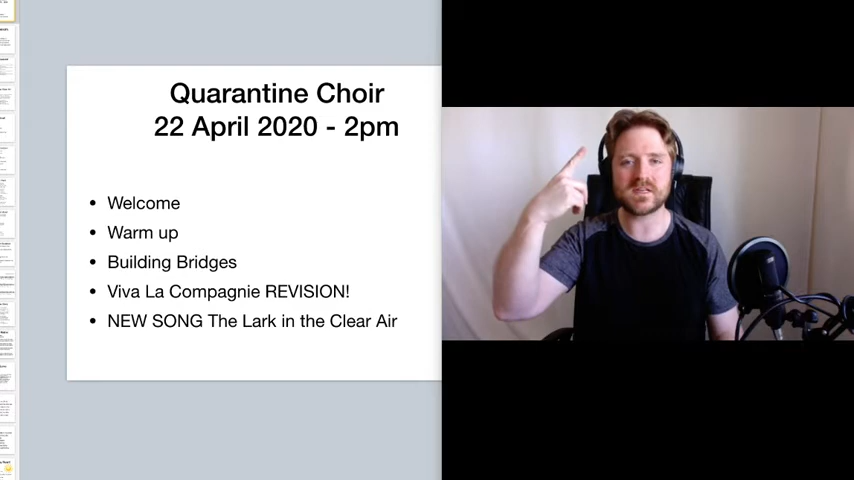 Quarantine Choir
22 April 2020 - 2pm
• Welcome
• Warm up
• Building Bridges
• Viva La Compagnie REVISION!
• NEW SONG The Lark in the Clear Air